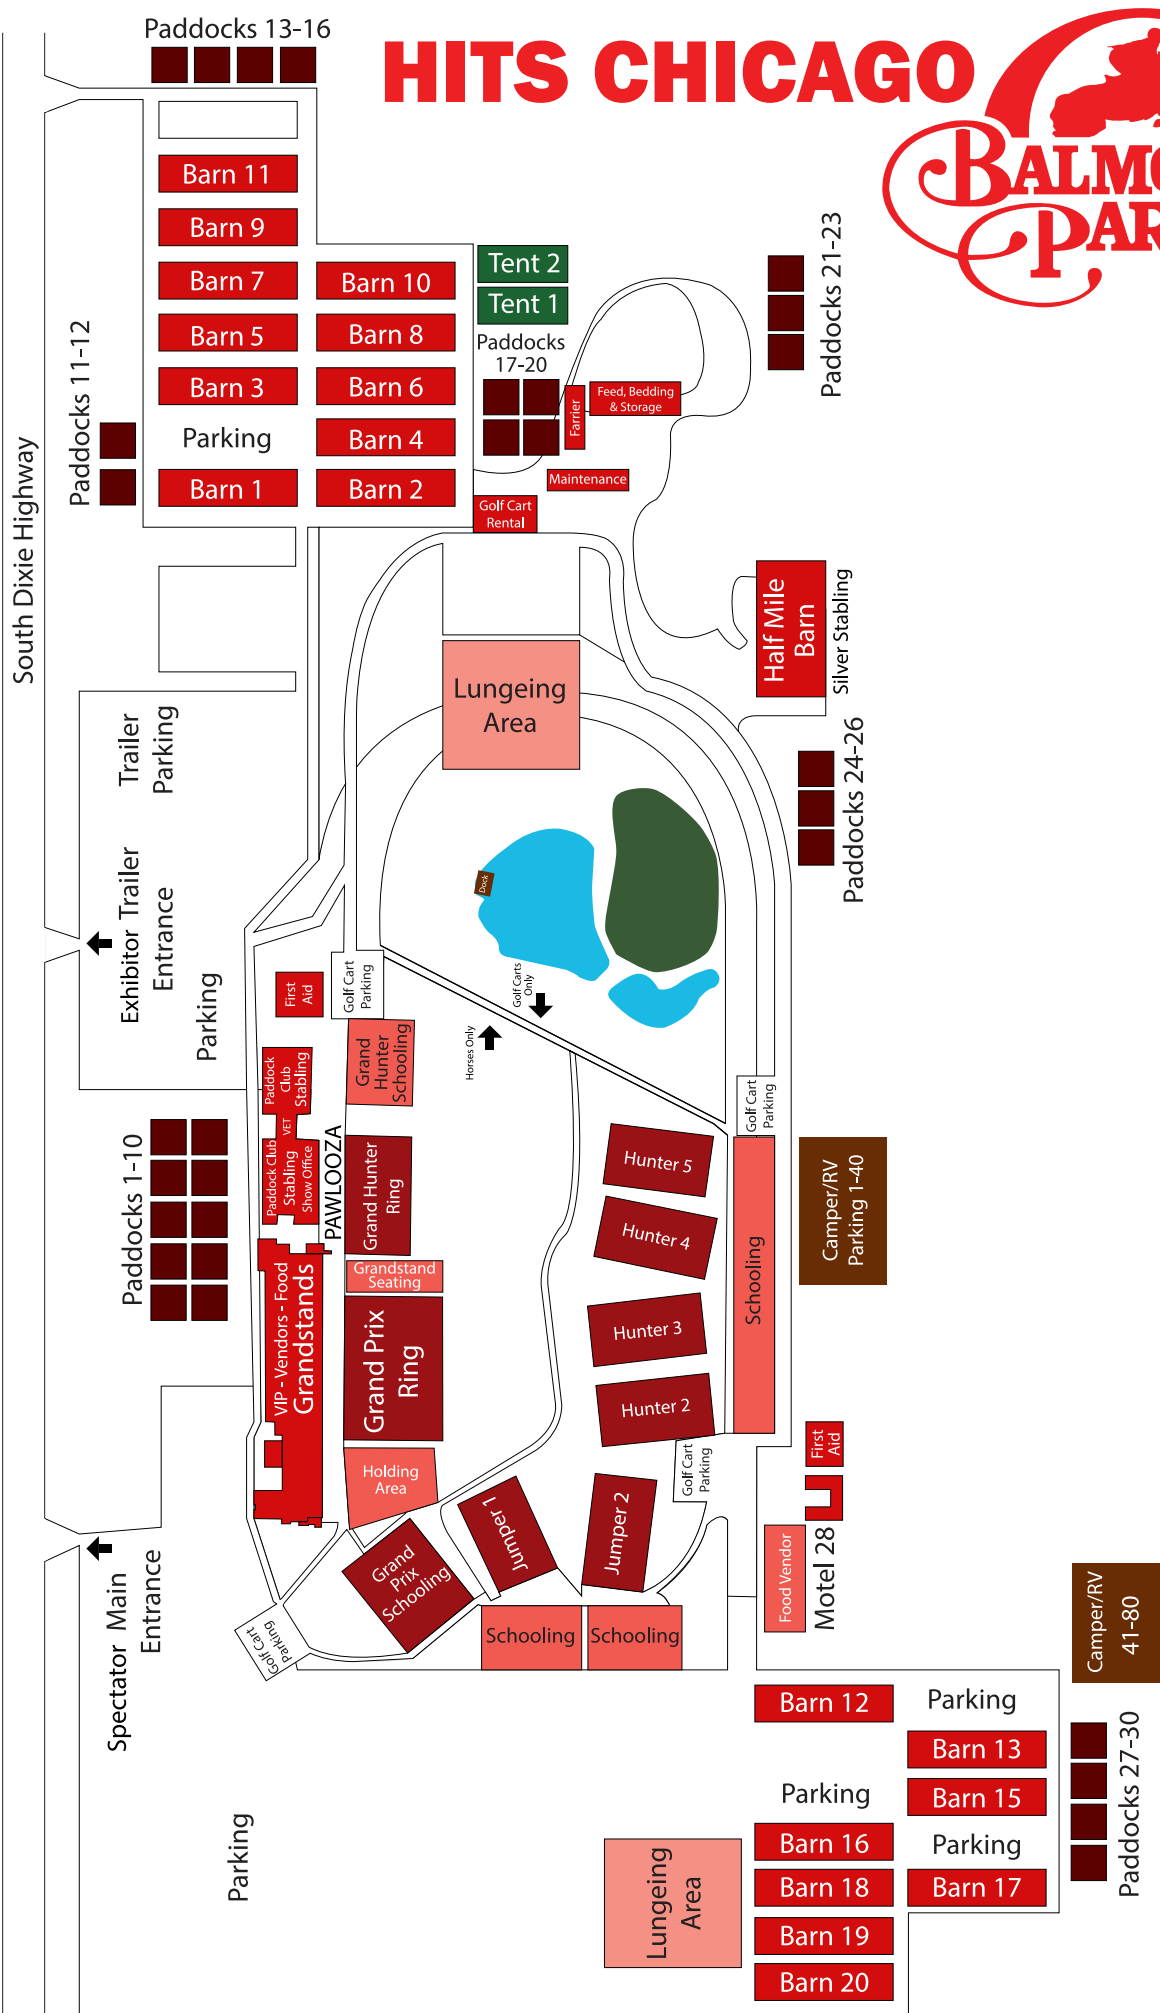 Paddocks 13-16
HITS CHICAGO
BALMO
PAR
Barn 11
Barn 9
Barn 7
Barn 5
Barn 3
Parking
Barn 1
Barn 10
Barn 8
Barn 6
Barn 4
Barn 2
Tent 2
Tent 1
Paddocks
17-20
Paddocks 21-23
Paddocks 11-12
Farrier
Feed, Bedding
& Storage
Maintenance
Golf Cart
Rental
South Dixie Highway
Half Mile
Barn
Silver Stabling
Lungeing
Area
Trailer
Parking
Paddocks 24-26
Dock
Exhibitor Trailer
Entrance
Parking
First
Aid
Golf Cart
Parking
Golf Carts
Only
Horses Only
Grand
Hunter
Schooling
Paddock
Club
Stabling
VET
Paddock Club
Stabling
Show Office
PAWLOOZA
Grand Hunter
Ring
Golf Cart
Parking
Paddocks 1-10
Hunter 5
Hunter 4
Hunter 3
Hunter 2
Schooling
Camper/RV
Parking 1-40
Grandstand
Seating
VIP - Vendors - Food
Grandstands
Grand Prix
Ring
Holding
Area
Golf Cart
Parking
First
Aid
Jumper 1
Jumper 2
Grand
Prix
Schooling
Food Vendor
Motel 28
Spectator Main
Entrance
Golf Cart
Parking
Schooling
Schooling
Camper/RV
41-80
Barn 12
Parking
Barn 13
Parking
Barn 15
Barn 16
Parking
Barn 18
Barn 17
Barn 19
Barn 20
Paddocks 27-30
Parking
Lungeing
Area